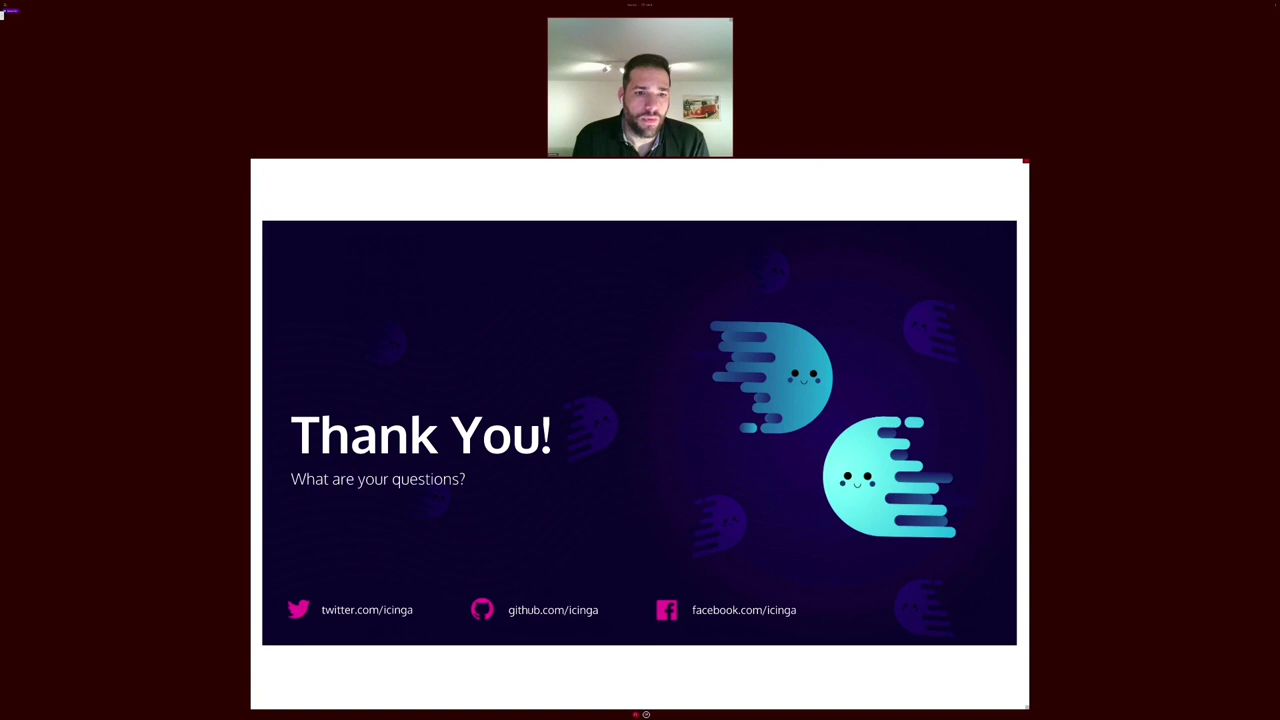 Thank You!
What are your questions?
twitter.com/icinga
github.com/icinga
facebook.com/icinga